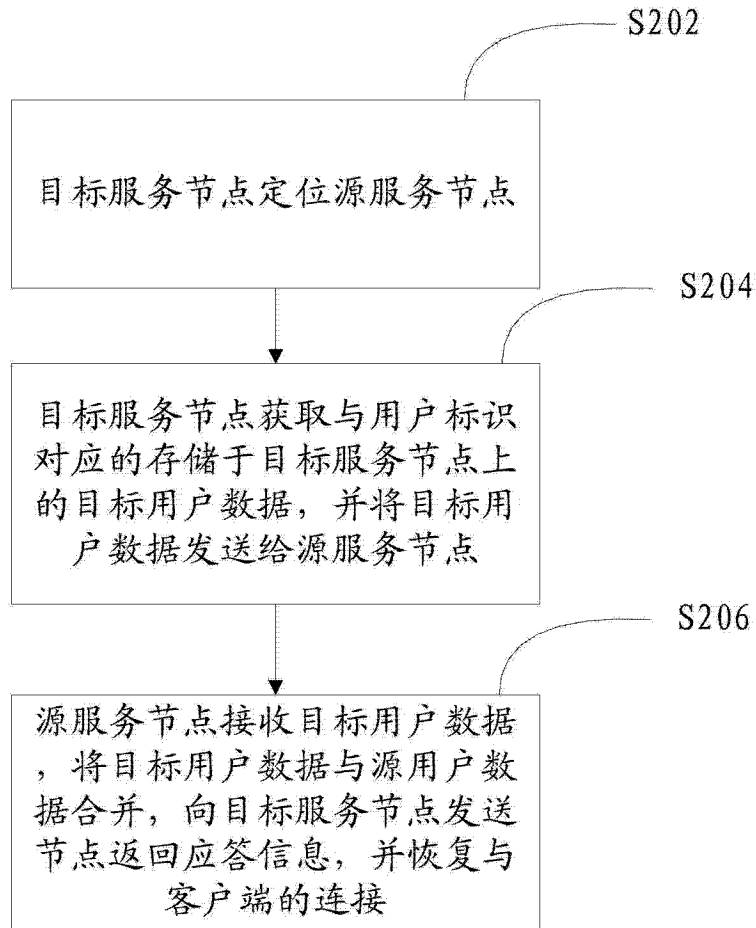 S202
目标服务节点定位源服务节点
S204
目标服务节点获取与用户标识
对应的存储于目标服务节点上
的目标用户数据，并将目标用
户数据发送给源服务节点
S206
源服务节点接收目标用户数据
，将目标用户数据与源用户数
据合并，向目标服务节点发送
节点返回应答信息，并恢复与
客户端的连接